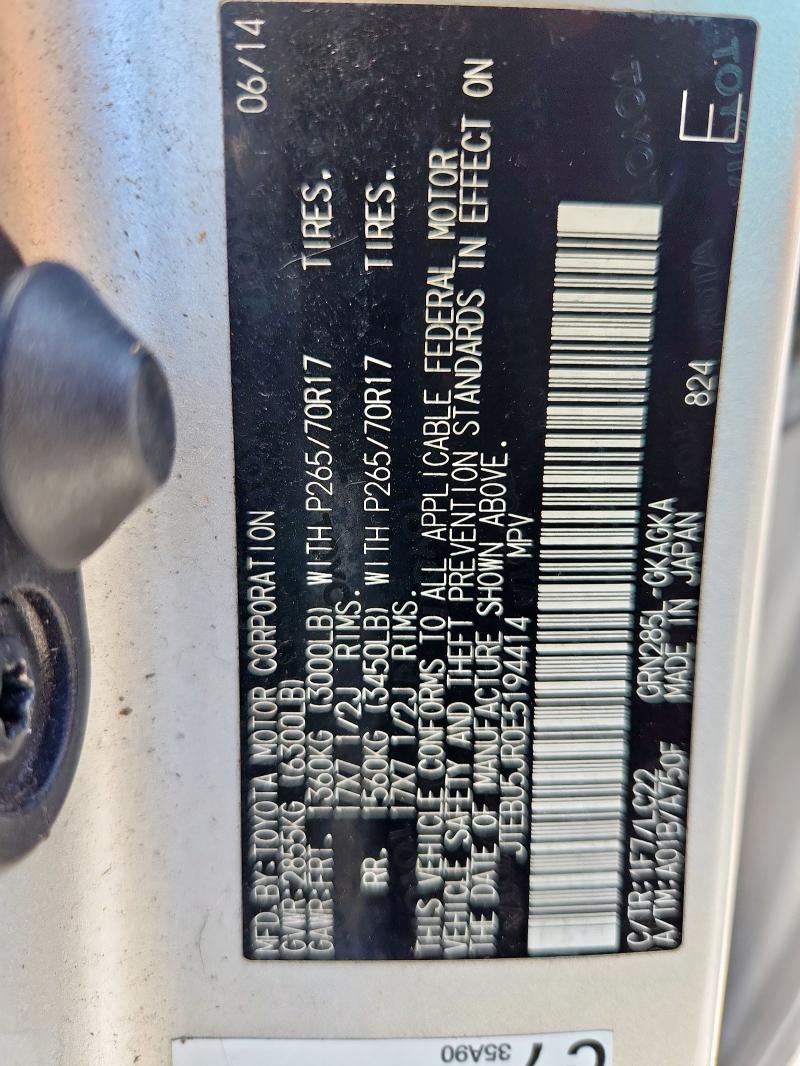 MFD.BY:TOYOTA MOTOR CORPORATION 06/14
GVWR:2855KG (6300LB)
GAWR:FRT. 1360KG (3000LB) WITH P265/70R17 TIRES.
17X7 1/2J RIMS.
RR. 1560KG (3450LB) WITH P265/70R17 TIRES.
17X7 1/2J RIMS.
THIS VEHICLE CONFORMS TO ALL APPLICABLE FEDERAL MOTOR
VEHICLE SAFETY AND THEFT PREVENTION STANDARDS IN EFFECT ON
THE DATE OF MANUFACTURE SHOWN ABOVE.
JTEBU5JR0E5194414 MPV
C/TR:1F7/LC22 GRN285L-GKAGKA 824
A/TM:A01B/A750F MADE IN JAPAN
E
35A90